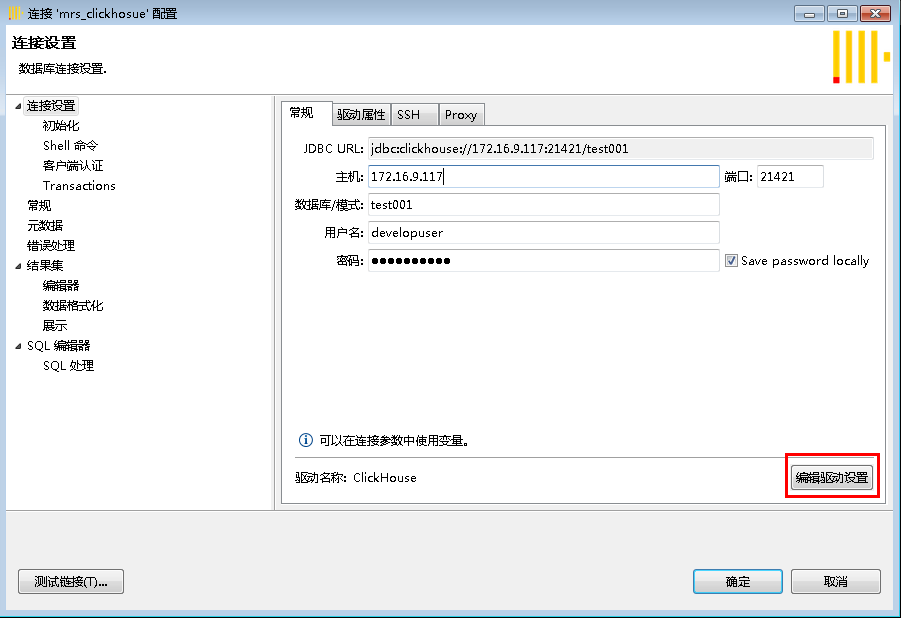 连接 'mrs_clickhosue' 配置
连接设置
数据库连接设置.
连接设置
初始化
Shell 命令
客户端认证
Transactions
常规
元数据
错误处理
结果集
编辑器
数据格式化
展示
SQL 编辑器
SQL 处理
常规 驱动属性 SSH Proxy
JDBC URL: jdbc:clickhouse://172.16.9.117:21421/test001
主机: 172.16.9.117 端口: 21421
数据库/模式: test001
用户名: developuser
密码: ●●●●●●●●●● Save password locally
可以在连接参数中使用变量。
驱动名称: ClickHouse 编辑驱动设置
测试链接(T)... 确定 取消